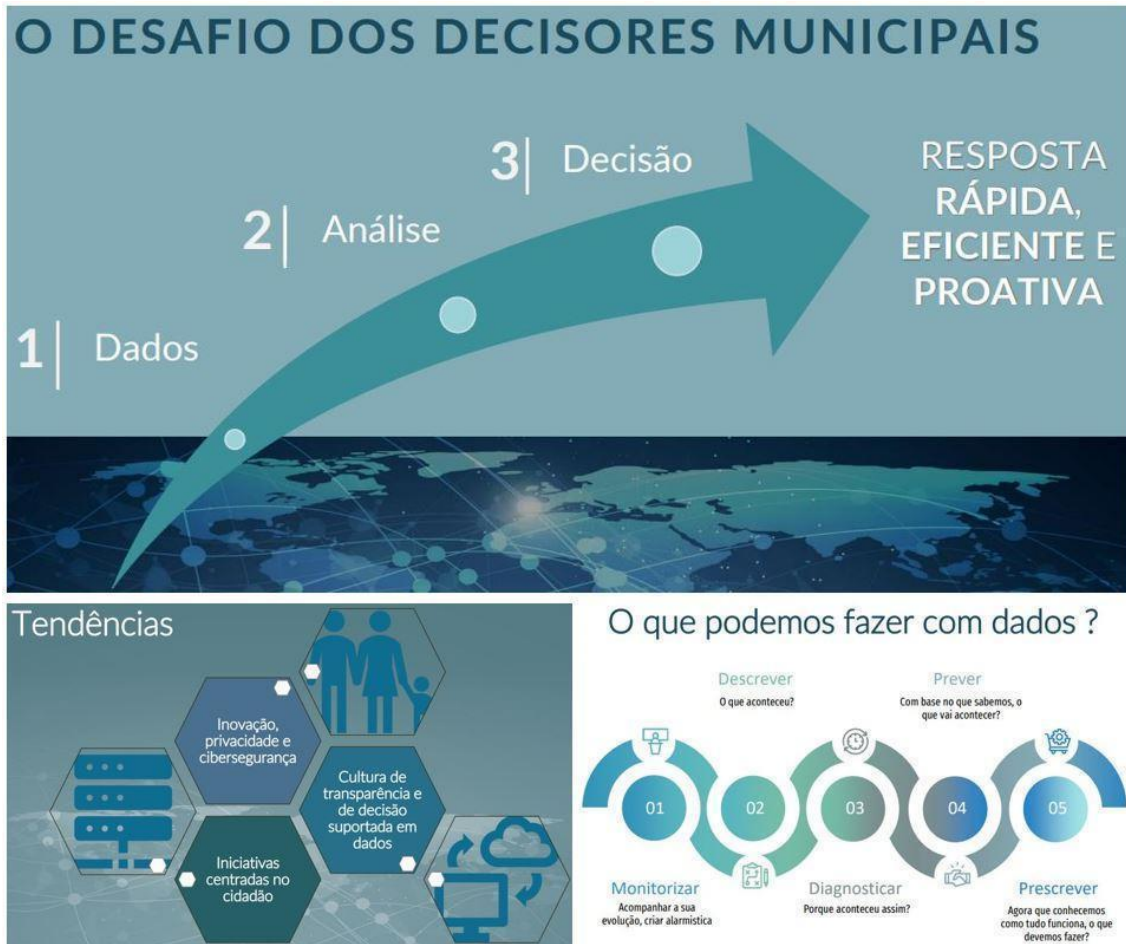 O DESAFIO DOS DECISORES MUNICIPAIS
3| Decisão
2| Análise
1| Dados
RESPOSTA
RÁPIDA,
EFICIENTE E
PROATIVA
Tendências
Inovação,
privacidade e
cibersegurança
Cultura de
transparência e
de decisão
suportada em
dados
Iniciativas
centradas no
cidadão
O que podemos fazer com dados ?
Descrever
O que aconteceu?
Prever
Com base no que sabemos, o
que vai acontecer?
01 02 03 04 05
Monitorizar
Acompanhar a sua
evolução, criar alarmistica
Diagnosticar
Porque aconteceu assim?
Prescrever
Agora que conhecemos
como tudo funciona, o que
devemos fazer?